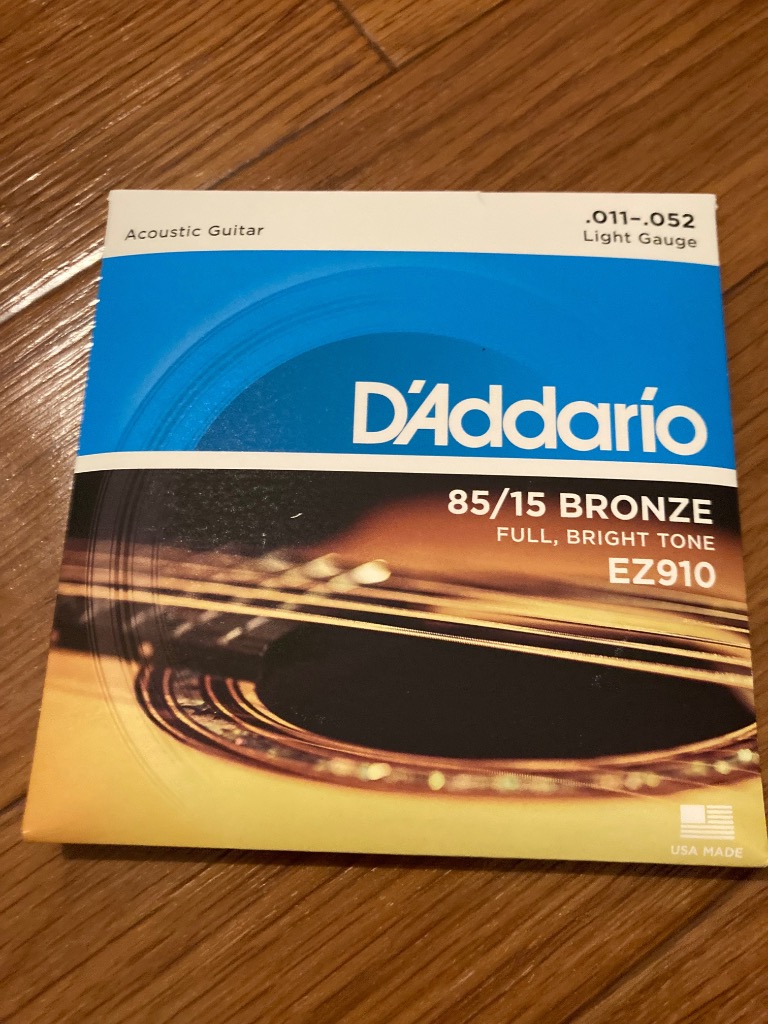 Acoustic Guitar
.011–.052
Light Gauge
D'Addario
85/15 BRONZE
FULL, BRIGHT TONE
EZ910
USA MADE